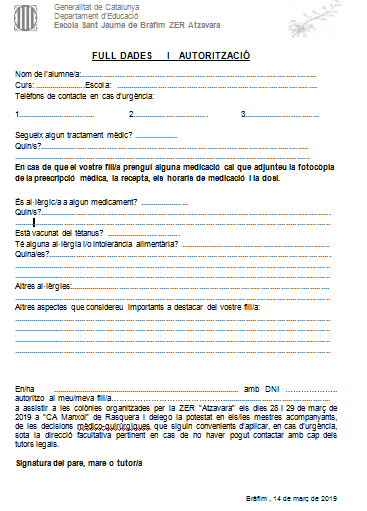 Generalitat de Catalunya
Departament d'Educació
Escola Sant Jaume de Bràfim ZER Atzavara
FULL DADES I AUTORITZACIÓ
Nom de l'alumne/a:.......................................................................................
Curs: ..................... Escola: ..........................................................................
Telèfons de contacte en cas d'urgència:
1............................ 2............................ 3............................
Segueix algun tractament mèdic? ................
Quin/s?..........................................................................................................
.......................................................................................................................
En cas de que el vostre fill/a prengui alguna medicació cal que adjunteu la fotocòpia
de la prescripció mèdica, la recepta, els horaris de medicació i la dosi.
És al·lèrgic/a a algun medicament? ..................
Quin/s?..........................................................................................................
.......................................................................................................................
Està vacunat del tètanus? ............................
Té alguna al·lèrgia i/o intolerància alimentària? ...............................................
Quina/es?.......................................................................................................
.......................................................................................................................
Altres al·lèrgies:..............................................................................................
.......................................................................................................................
Altres aspectes que considereu importants a destacar del vostre fill/a:
.......................................................................................................................
.......................................................................................................................
.......................................................................................................................
.......................................................................................................................
En/na ............................................................ amb DNI ...................
autoritzo al meu/meva fill/a.............................................................................
a assistir a les colònies organitzades per la ZER "Atzavara" els dies 28 i 29 de març de
2019 a "CA Manxol" de Rasquera i delego la potestat en els/les mestres acompanyants,
de les decisions mèdico-quirúrgiques que siguin convenients d'aplicar, en cas d'urgència,
sota la direcció facultativa pertinent en cas de no haver pogut contactar amb cap dels
tutors legals.
Signatura del pare, mare o tutor/a
Bràfim , 14 de març de 2019